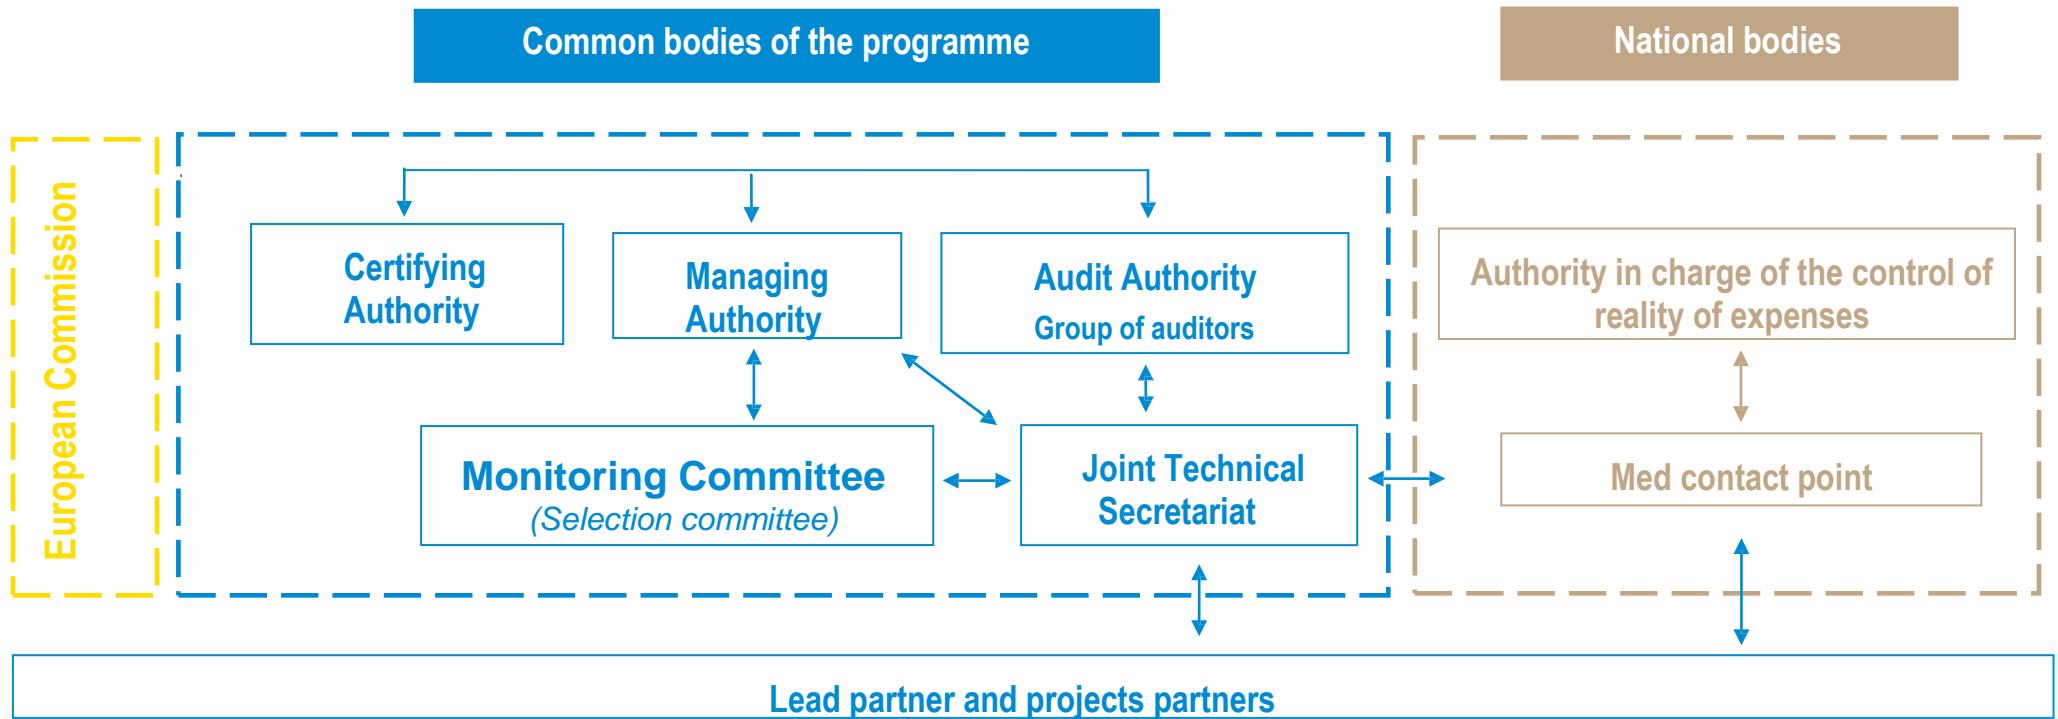 Common bodies of the programme
National bodies
European Commission
Certifying
Authority
Managing
Authority
Audit Authority
Group of auditors
Authority in charge of the control of
reality of expenses
Monitoring Committee
(Selection committee)
Joint Technical
Secretariat
Med contact point
Lead partner and projects partners